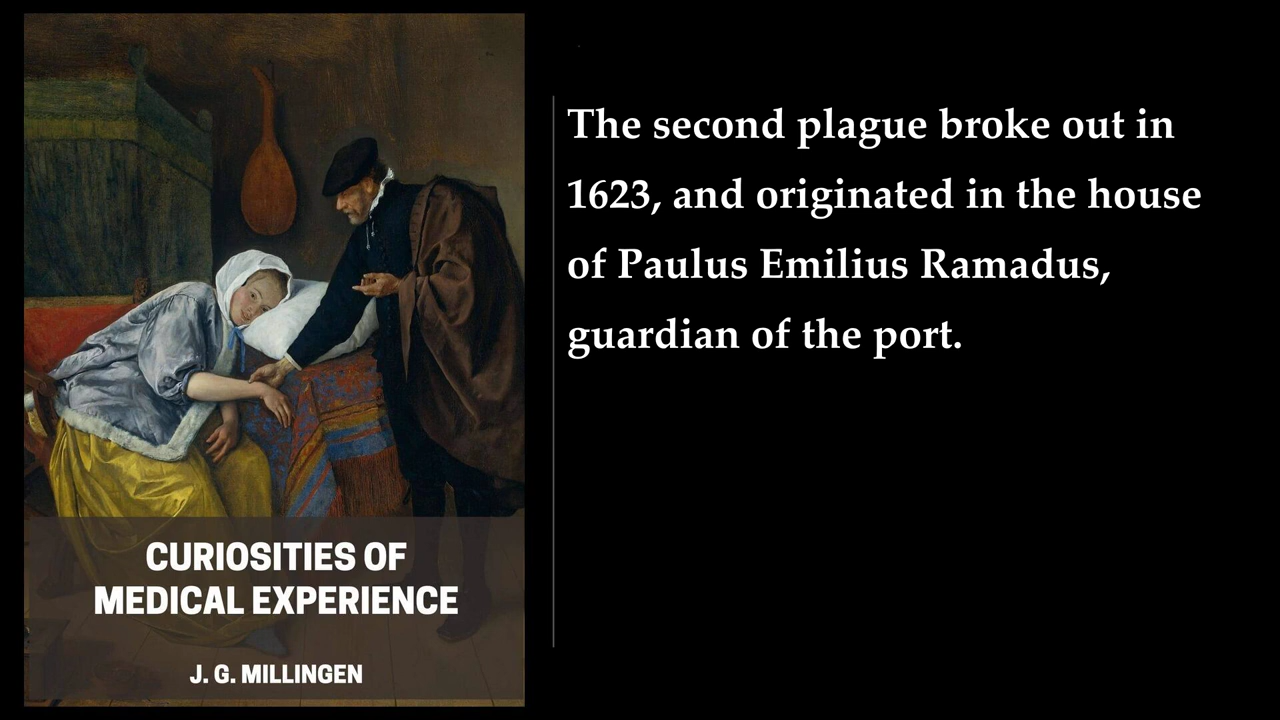 The second plague broke out in
1623, and originated in the house
of Paulus Emilius Ramadus,
guardian of the port.
CURIOSITIES OF
MEDICAL EXPERIENCE
J. G. MILLINGEN